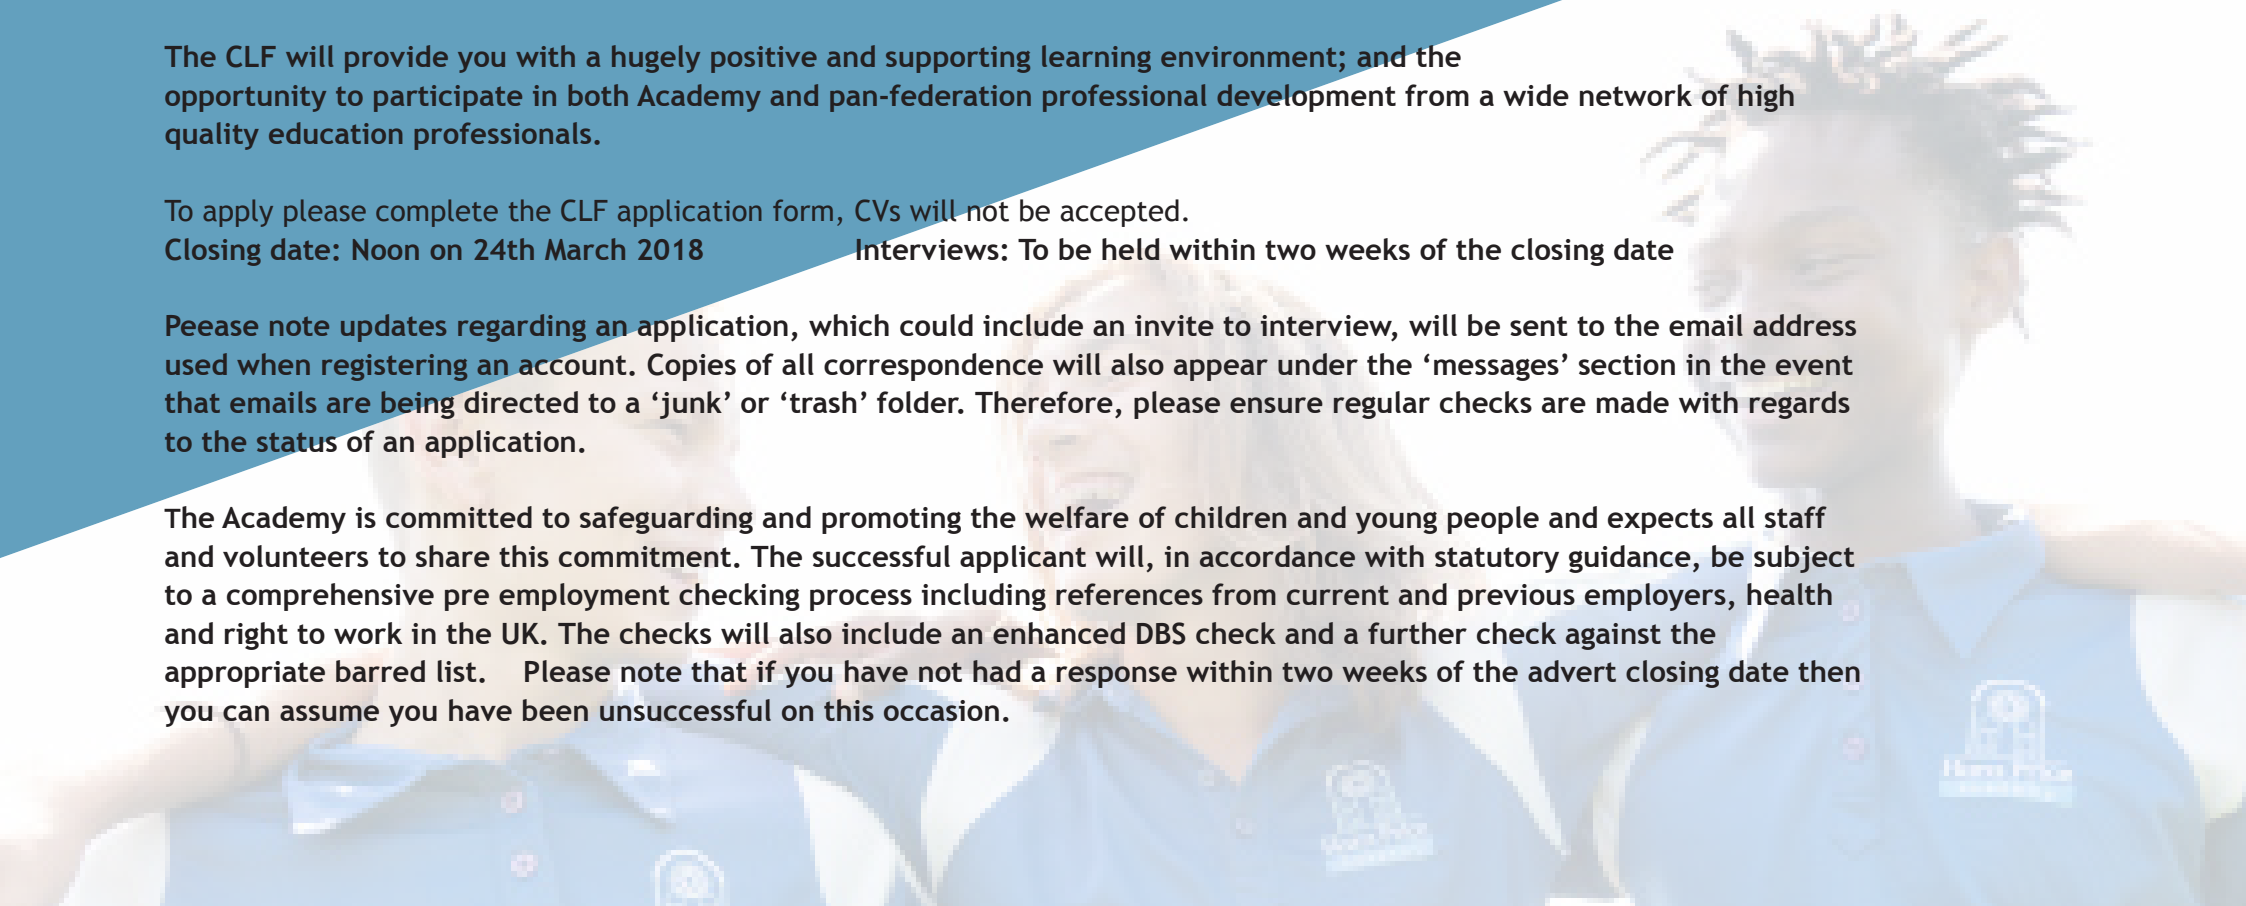 The CLF will provide you with a hugely positive and supporting learning environment; and the
opportunity to participate in both Academy and pan-federation professional development from a wide network of high
quality education professionals.
To apply please complete the CLF application form, CVs will not be accepted.
Closing date: Noon on 24th March 2018 Interviews: To be held within two weeks of the closing date
Peease note updates regarding an application, which could include an invite to interview, will be sent to the email address
used when registering an account. Copies of all correspondence will also appear under the ‘messages’ section in the event
that emails are being directed to a ‘junk’ or ‘trash’ folder. Therefore, please ensure regular checks are made with regards
to the status of an application.
The Academy is committed to safeguarding and promoting the welfare of children and young people and expects all staff
and volunteers to share this commitment. The successful applicant will, in accordance with statutory guidance, be subject
to a comprehensive pre employment checking process including references from current and previous employers, health
and right to work in the UK. The checks will also include an enhanced DBS check and a further check against the
appropriate barred list. Please note that if you have not had a response within two weeks of the advert closing date then
you can assume you have been unsuccessful on this occasion.